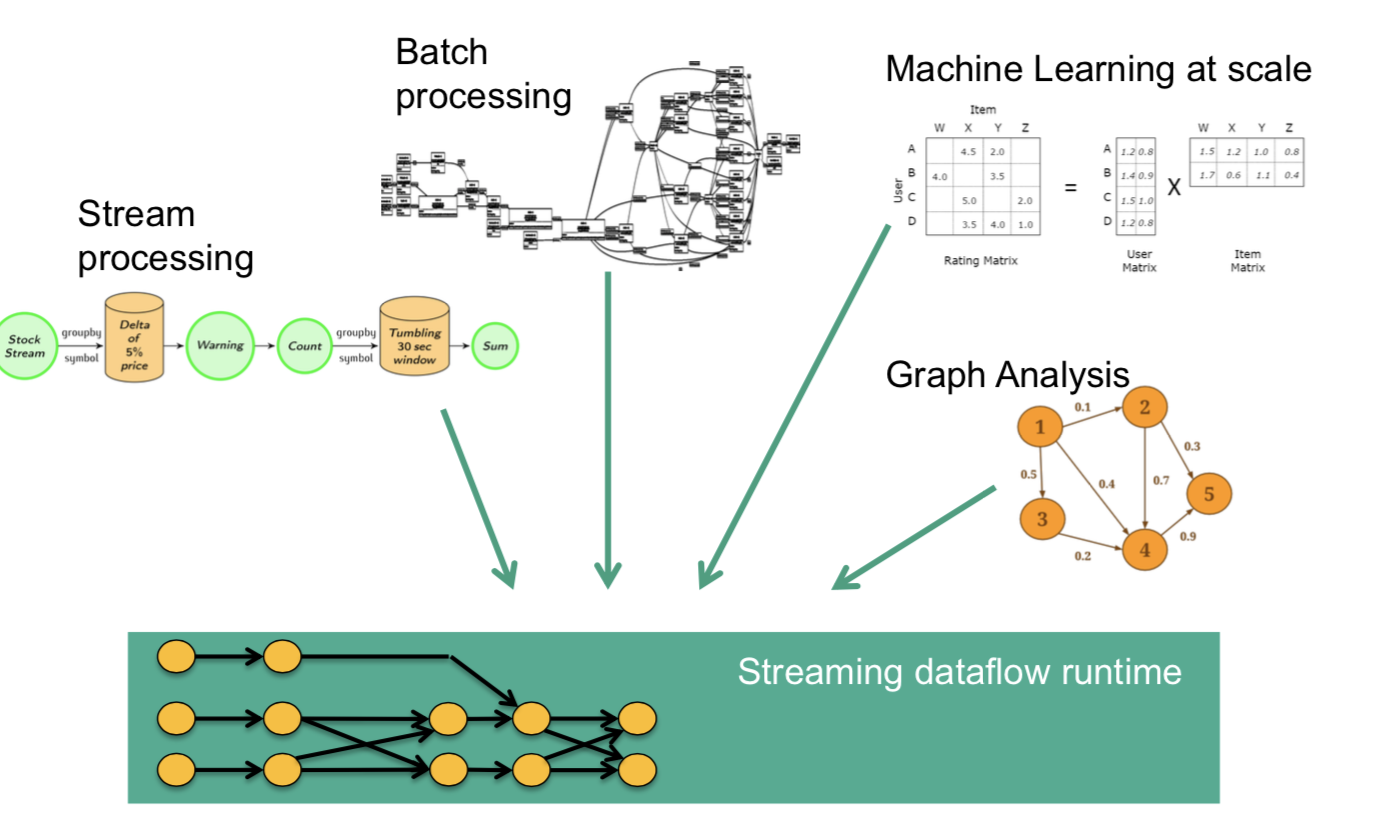 Batch
processing
Machine Learning at scale
Item
W X Y Z
W X Y Z
A 4.5 2.0
B 4.0 3.5
C 5.0 2.0
D 3.5 4.0 1.0
User
Rating Matrix
=
A 1.2 0.8
B 1.4 0.9
C 1.5 1.0
D 1.2 0.8
User
Matrix
X
1.5 1.2 1.0 0.8
1.7 0.6 1.1 0.4
Item
Matrix
Stream
processing
Stock
Stream
groupby
symbol
Delta
of
5%
price
Warning
Count
groupby
symbol
Tumbling
30 sec
window
Sum
Graph Analysis
1
2
3
4
5
0.1
0.3
0.5
0.4
0.7
0.2
0.9
Streaming dataflow runtime